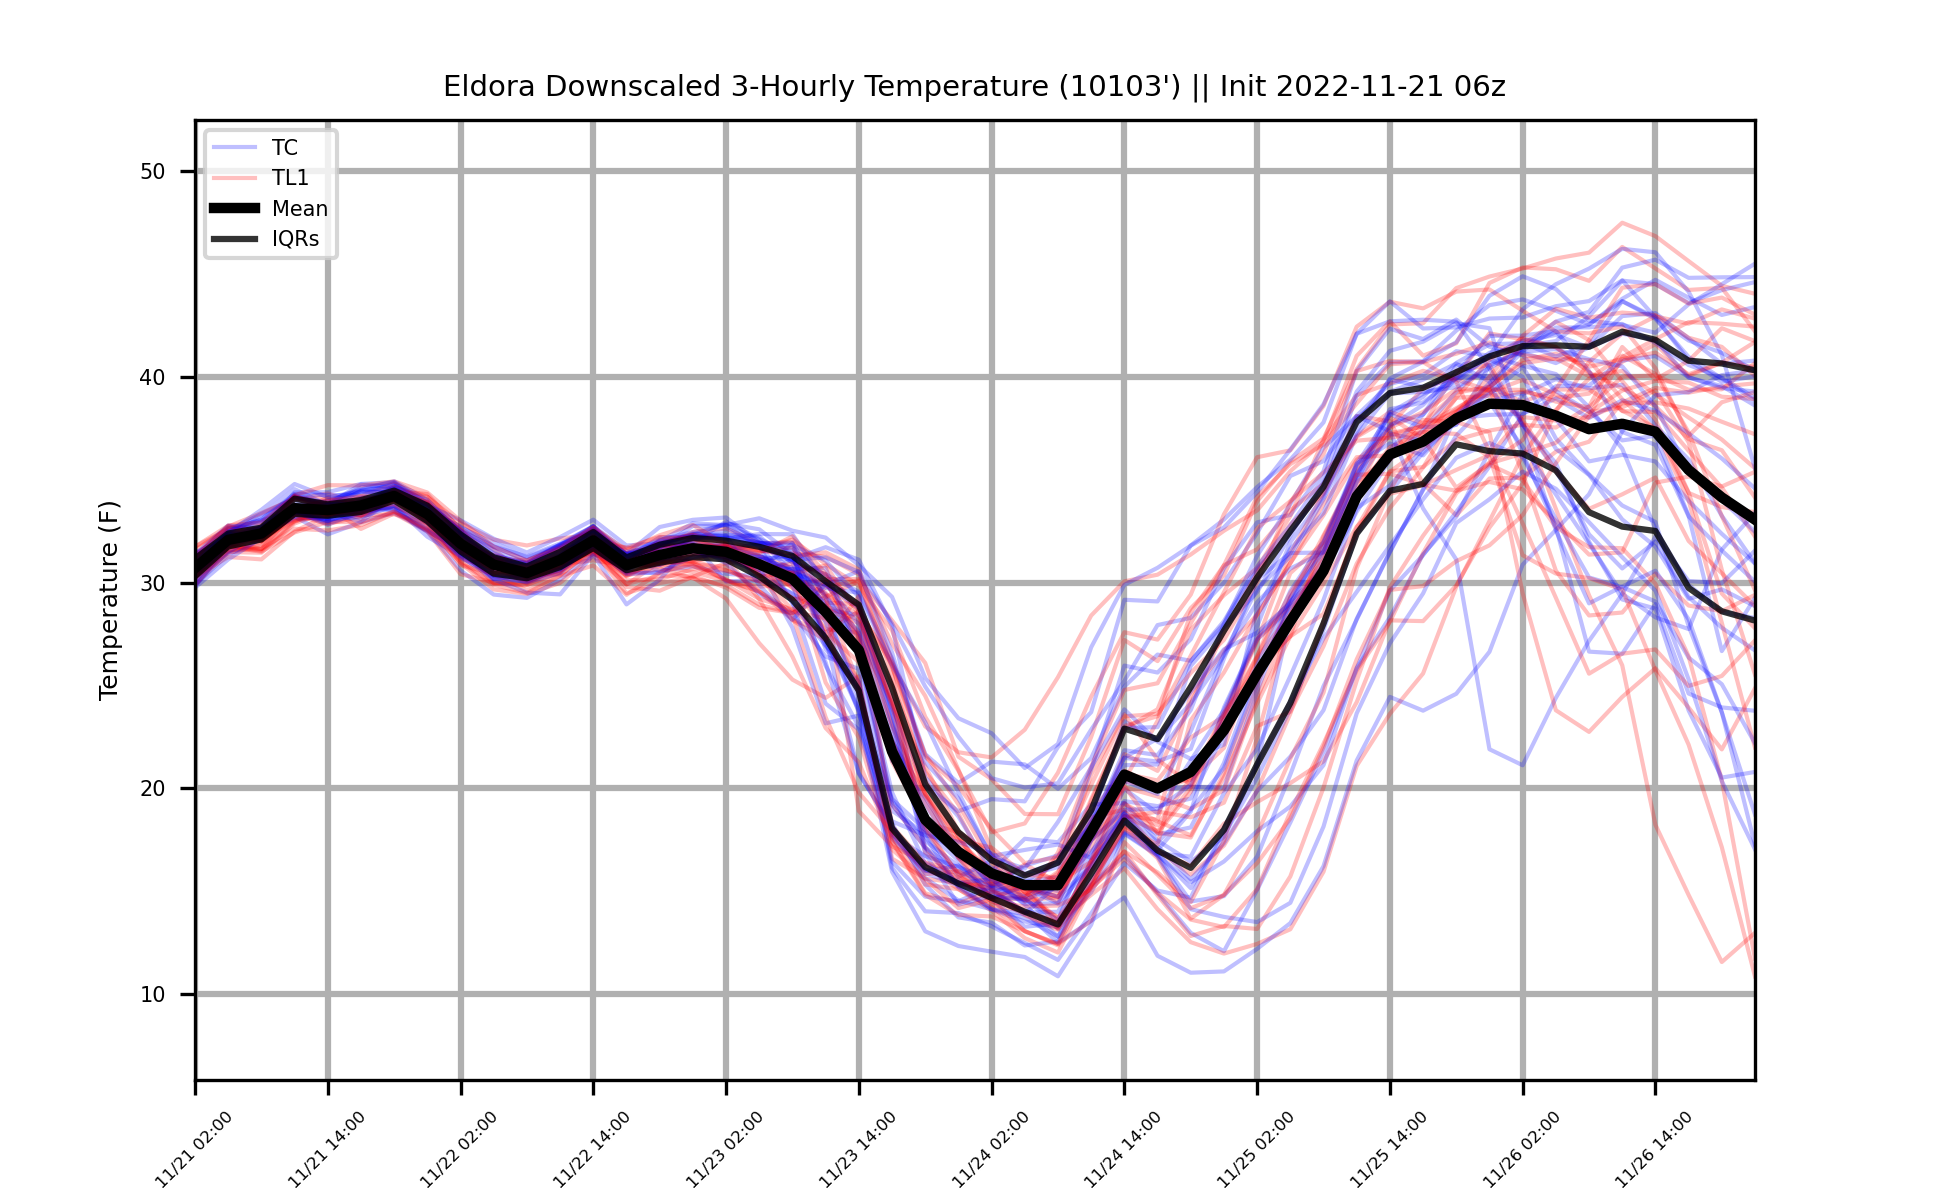 Eldora Downscaled 3-Hourly Temperature (10103') || Init 2022-11-21 06z
TC
TL1
Mean
IQRs
Temperature (F)
50
40
30
20
10
11/21 02:00
11/21 14:00
11/22 02:00
11/22 14:00
11/23 02:00
11/23 14:00
11/24 02:00
11/24 14:00
11/25 02:00
11/25 14:00
11/26 02:00
11/26 14:00